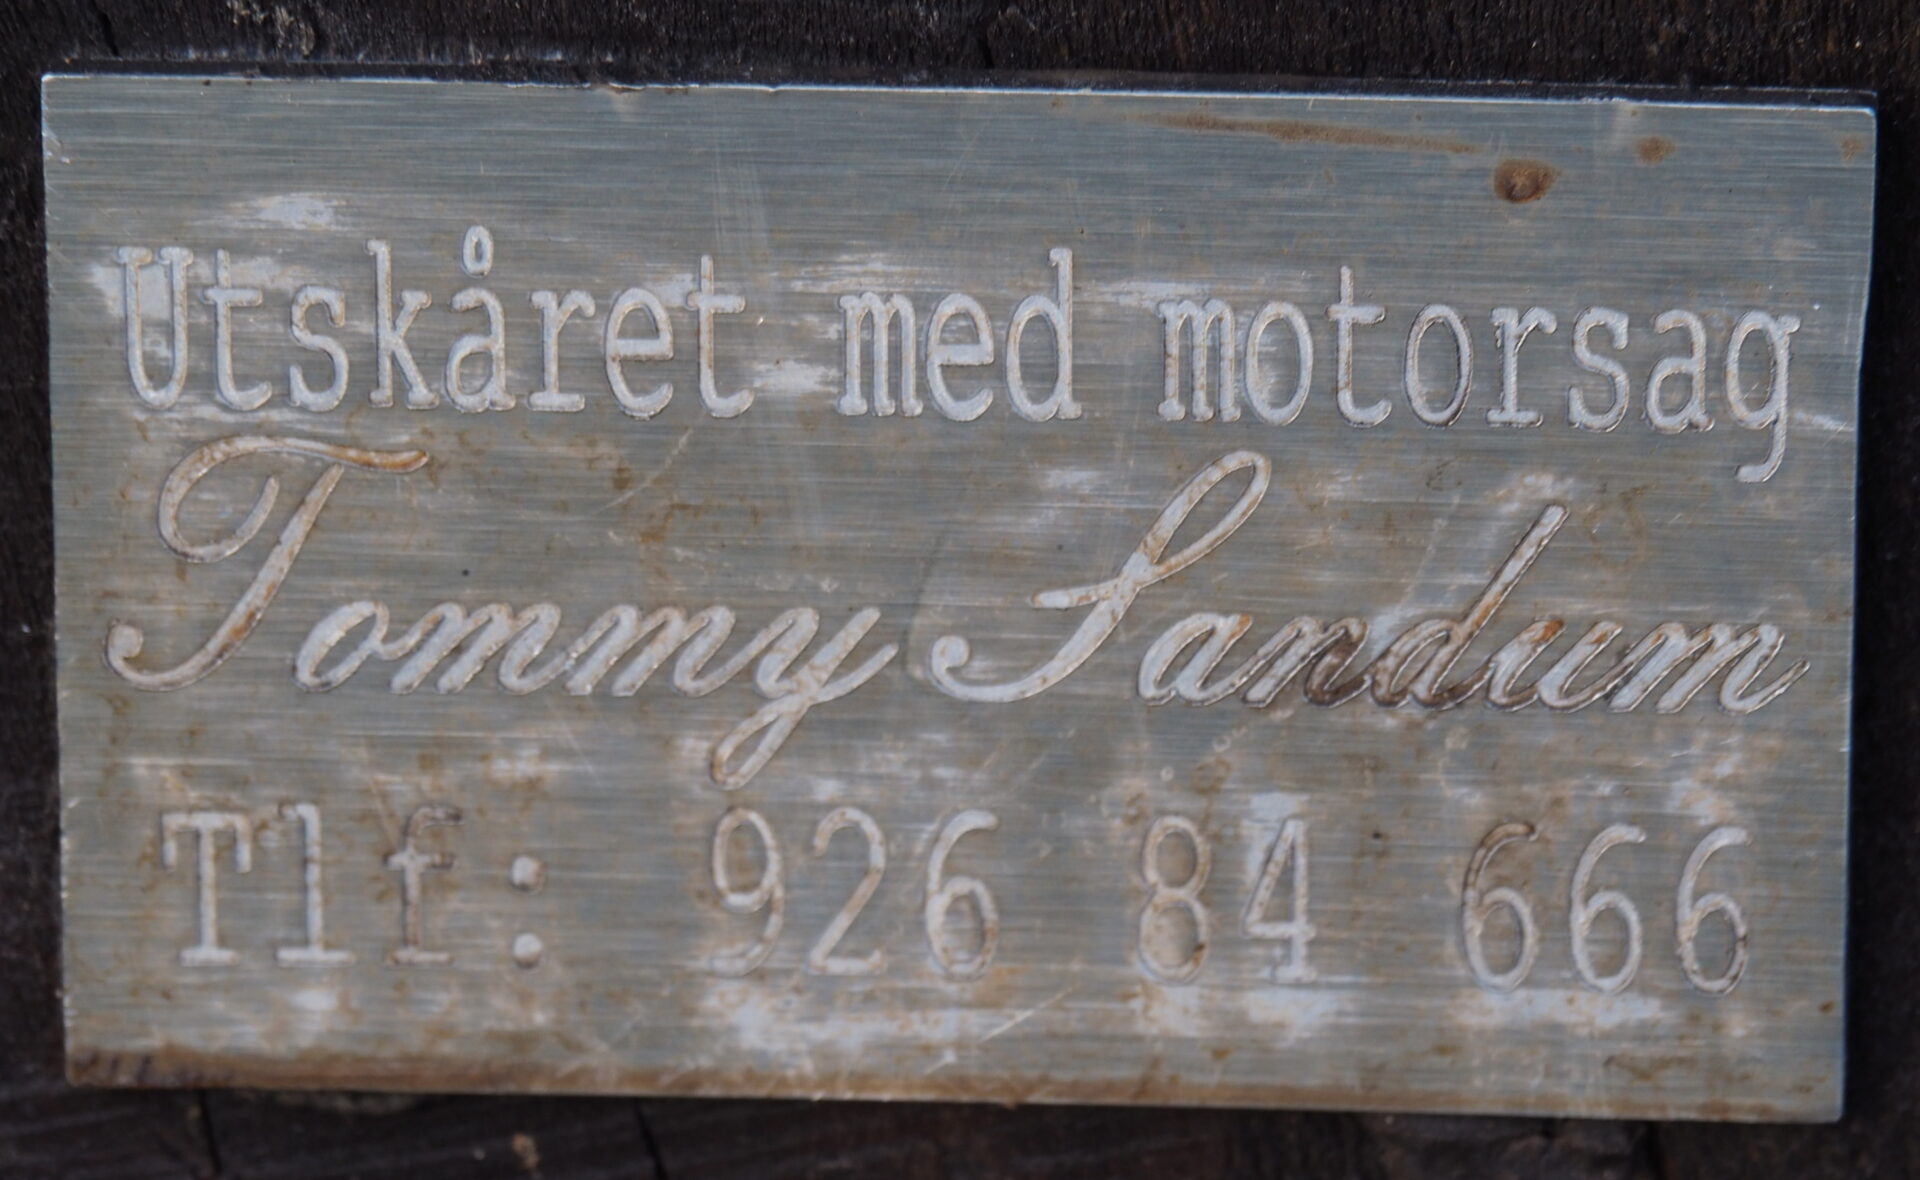 Utskåret med motorsag
Tommy Sandum
Tlf: 926 84 666